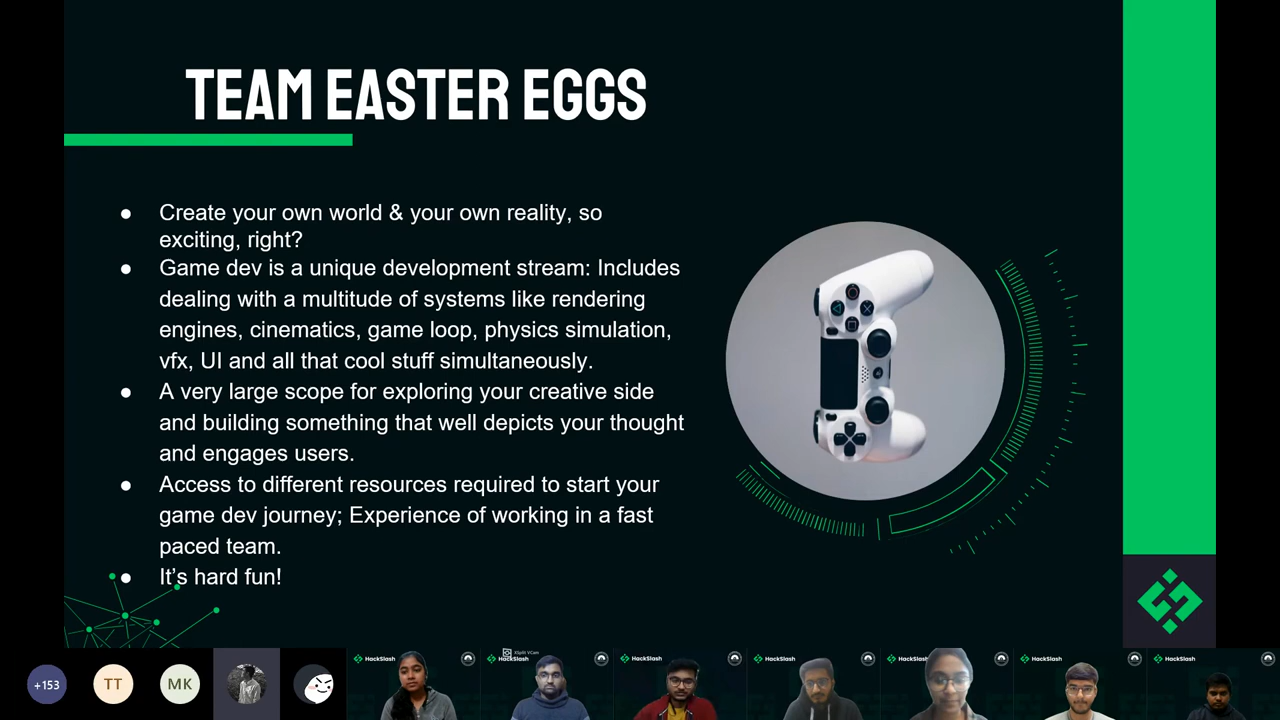 TEAM EASTER EGGS
● Create your own world & your own reality, so
exciting, right?
● Game dev is a unique development stream: Includes
dealing with a multitude of systems like rendering
engines, cinematics, game loop, physics simulation,
vfx, UI and all that cool stuff simultaneously.
● A very large scope for exploring your creative side
and building something that well depicts your thought
and engages users.
● Access to different resources required to start your
game dev journey; Experience of working in a fast
paced team.
● It’s hard fun!
+153
TT
MK
HackSlash
XSplit VCam
HackSlash
HackSlash
HackSlash
HackSlash
HackSlash
HackSlash